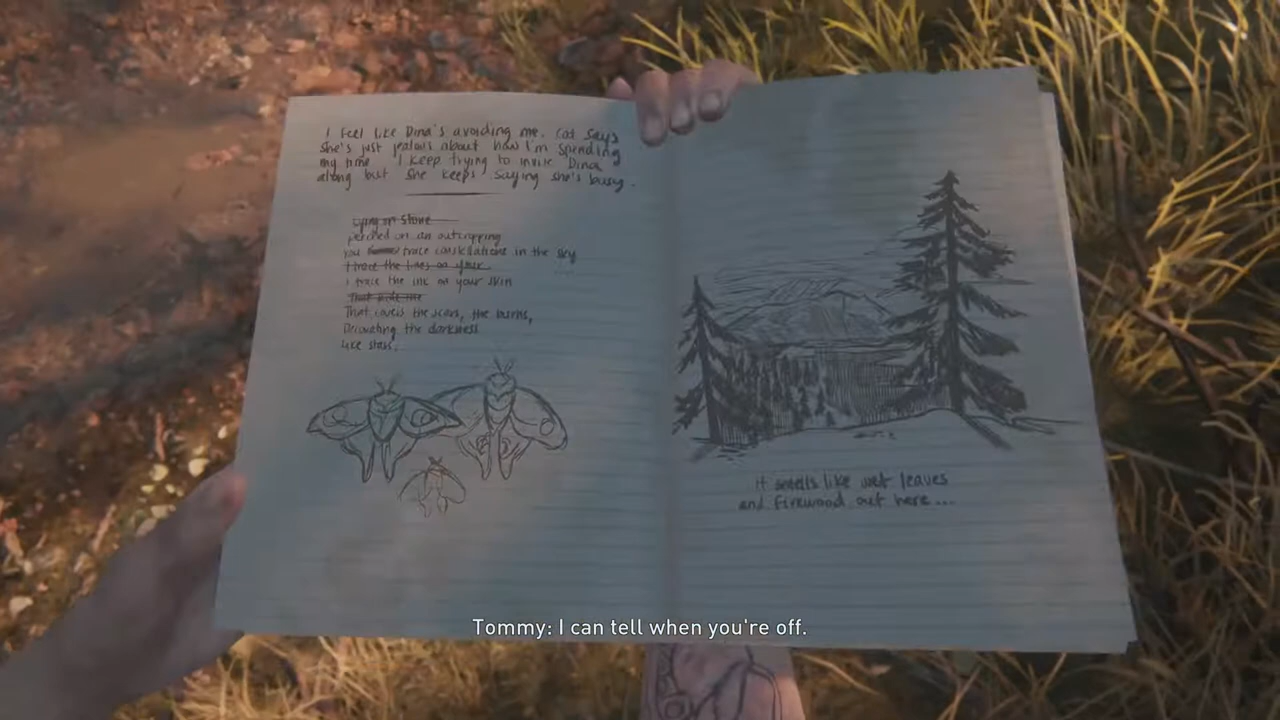 I feel like Dina's avoiding me. Cat says
she's just jealous about how I'm spending
my time I keep trying to invite Dina
along but she keeps saying she's busy.
Lying on Stone
perched on an outcropping
you trace constellations in the sky
I trace the lines on your
I trace the ink on your skin
That hide the
That covers the scars, the burns,
Decorating the darkness
like stars.
it smells like wet leaves
and firewood out here....
Tommy: I can tell when you're off.